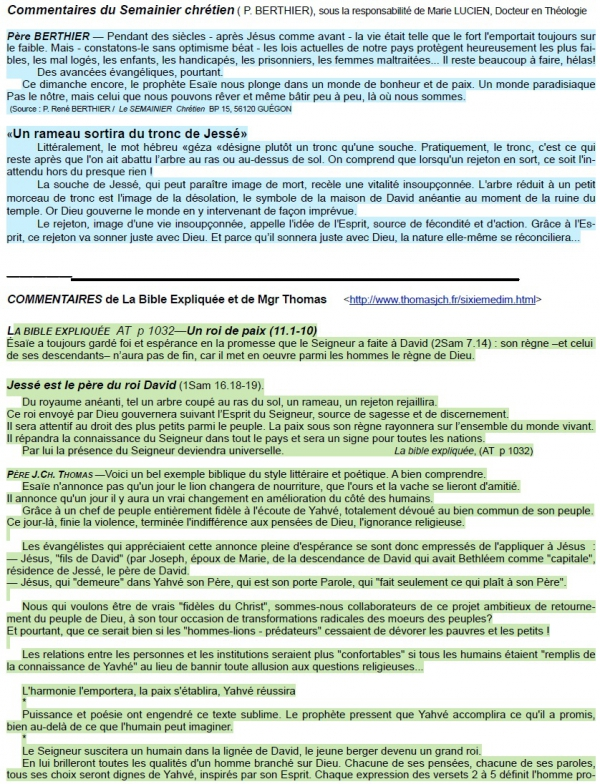 Commentaires du Semainier chrétien ( P. BERTHIER), sous la responsabilité de Marie LUCIEN, Docteur en Théologie
Père BERTHIER — Pendant des siècles - après Jésus comme avant - la vie était telle que le fort l'emportait toujours sur
le faible. Mais - constatons-le sans optimisme béat - les lois actuelles de notre pays protègent heureusement les plus fai-
bles, les mal logés, les enfants, les handicapés, les prisonniers, les femmes maltraitées... Il reste beaucoup à faire, hélas!
Des avancées évangéliques, pourtant.
Ce dimanche encore, le prophète Esaïe nous plonge dans un monde de bonheur et de paix. Un monde paradisiaque
Pas le nôtre, mais celui que nous pouvons rêver et même bâtir peu à peu, là où nous sommes.
(Source : P. René BERTHIER / Le SEMAINIER Chrétien BP 15, 56120 GUÉGON
«Un rameau sortira du tronc de Jessé»
Littéralement, le mot hébreu «géza «désigne plutôt un tronc qu'une souche. Pratiquement, le tronc, c'est ce qui
reste après que l'on ait abattu l'arbre au ras ou au-dessus de sol. On comprend que lorsqu'un rejeton en sort, ce soit l'in-
attendu hors du presque rien !
La souche de Jessé, qui peut paraître image de mort, recèle une vitalité insoupçonnée. L'arbre réduit à un petit
morceau de tronc est l'image de la désolation, le symbole de la maison de David anéantie au moment de la ruine du
temple. Or Dieu gouverne le monde en y intervenant de façon imprévue.
Le rejeton, image d'une vie insoupçonnée, appelle l'idée de l'Esprit, source de fécondité et d'action. Grâce à l'Es-
prit, ce rejeton va sonner juste avec Dieu. Et parce qu'il sonnera juste avec Dieu, la nature elle-même se réconciliera...
COMMENTAIRES de La Bible Expliquée et de Mgr Thomas <http://www.thomasjch.fr/sixiemedim.html>
LA BIBLE EXPLIQUÉE AT p 1032—Un roi de paix (11.1-10)
Ésaïe a toujours gardé foi et espérance en la promesse que le Seigneur a faite à David (2Sam 7.14) : son règne –et celui
de ses descendants– n'aura pas de fin, car il met en oeuvre parmi les hommes le règne de Dieu.
Jessé est le père du roi David (1Sam 16.18-19).
Du royaume anéanti, tel un arbre coupé au ras du sol, un rameau, un rejeton rejaillira.
Ce roi envoyé par Dieu gouvernera suivant l'Esprit du Seigneur, source de sagesse et de discernement.
Il sera attentif au droit des plus petits parmi le peuple. La paix sous son règne rayonnera sur l'ensemble du monde vivant.
Il répandra la connaissance du Seigneur dans tout le pays et sera un signe pour toutes les nations.
Par lui la présence du Seigneur deviendra universelle. La bible expliquée, (AT p 1032)
PÈRE J.CH. THOMAS —Voici un bel exemple biblique du style littéraire et poétique. A bien comprendre.
Esaïe n'annonce pas qu'un jour le lion changera de nourriture, que l'ours et la vache se lieront d'amitié.
Il annonce qu'un jour il y aura un vrai changement en amélioration du côté des humains.
Grâce à un chef de peuple entièrement fidèle à l'écoute de Yahvé, totalement dévoué au bien commun de son peuple.
Ce jour-là, finie la violence, terminée l'indifférence aux pensées de Dieu, l'ignorance religieuse.
Les évangélistes qui appréciaient cette annonce pleine d'espérance se sont donc empressés de l'appliquer à Jésus :
— Jésus, "fils de David" (par Joseph, époux de Marie, de la descendance de David qui avait Bethléem comme "capitale",
résidence de Jessé, le père de David.
— Jésus, qui "demeure" dans Yahvé son Père, qui est son porte Parole, qui "fait seulement ce qui plaît à son Père".
Nous qui voulons être de vrais "fidèles du Christ", sommes-nous collaborateurs de ce projet ambitieux de retourne-
ment du peuple de Dieu, à son tour occasion de transformations radicales des moeurs des peuples?
Et pourtant, que ce serait bien si les "hommes-lions - prédateurs" cessaient de dévorer les pauvres et les petits !
Les relations entre les personnes et les institutions seraient plus "confortables" si tous les humains étaient "remplis de
la connaissance de Yavhé" au lieu de bannir toute allusion aux questions religieuses...
L'harmonie l'emportera, la paix s'établira, Yahvé réussira
*
Puissance et poésie ont engendré ce texte sublime. Le prophète pressent que Yahvé accomplira ce qu'il a promis,
bien au-delà de ce que l'humain peut imaginer.
*
Le Seigneur suscitera un humain dans la lignée de David, le jeune berger devenu un grand roi.
En lui brilleront toutes les qualités d'un homme branché sur Dieu. Chacune de ses pensées, chacune de ses paroles,
tous ses choix seront dignes de Yahvé, inspirés par son Esprit. Chaque expression des verses 2 à 5 définit l'homme pro-